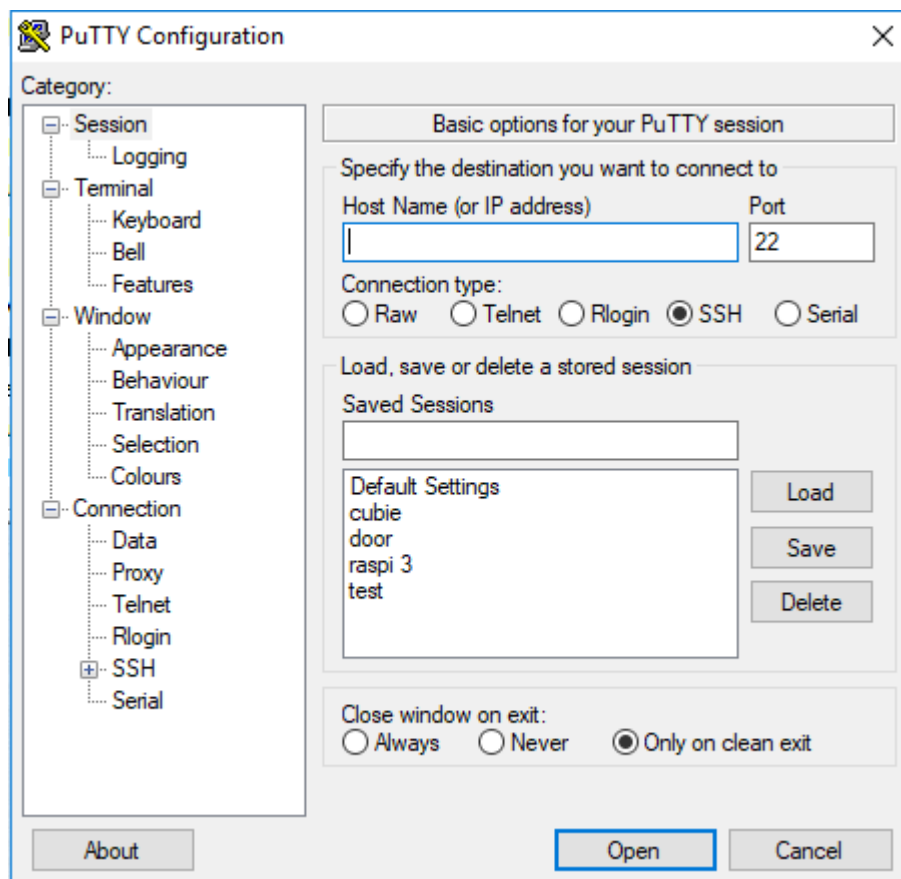 PuTTY Configuration
Category:
Session
Logging
Terminal
Keyboard
Bell
Features
Window
Appearance
Behaviour
Translation
Selection
Colours
Connection
Data
Proxy
Telnet
Rlogin
SSH
Serial
Basic options for your PuTTY session
Specify the destination you want to connect to
Host Name (or IP address) Port
22
Connection type:
Raw Telnet Rlogin SSH Serial
Load, save or delete a stored session
Saved Sessions
Default Settings
cubie
door
raspi 3
test
Load
Save
Delete
Close window on exit:
Always Never Only on clean exit
About Open Cancel